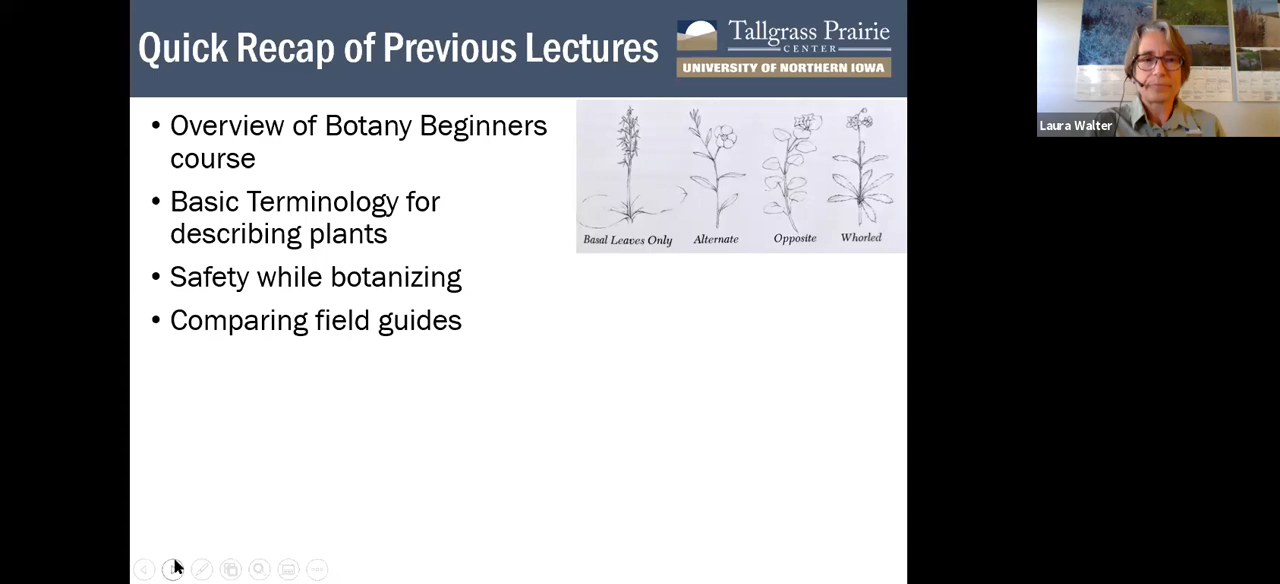 Quick Recap of Previous Lectures
Tallgrass Prairie
CENTER
UNIVERSITY OF NORTHERN IOWA
• Overview of Botany Beginners
course
• Basic Terminology for
describing plants
• Safety while botanizing
• Comparing field guides
Basal Leaves Only Alternate Opposite Whorled
Laura Walter